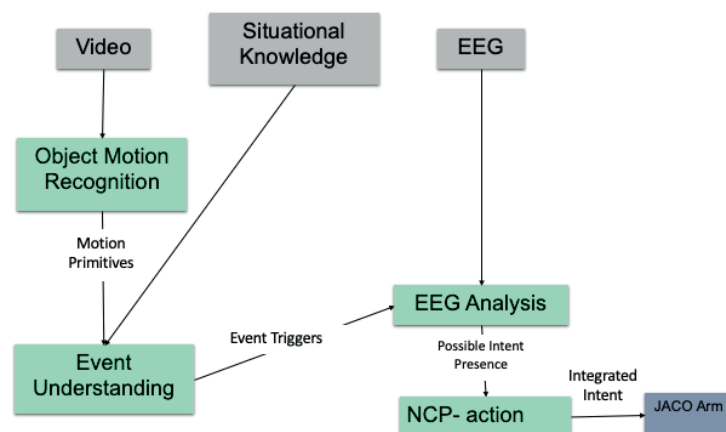 Video
Situational
Knowledge
EEG
Object Motion
Recognition
Motion
Primitives
EEG Analysis
Event Triggers
Possible Intent
Presence
Event
Understanding
Integrated
Intent
NCP- action
JACO Arm